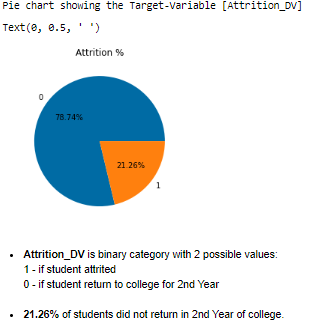 Pie chart showing the Target-Variable [Attrition_DV]
Text(0, 0.5, ' ')
Attrition %
0
78.74%
21.26%
1
• Attrition_DV is binary category with 2 possible values:
1 - if student attrited
0 - if student return to college for 2nd Year
• 21.26% of students did not return in 2nd Year of college.